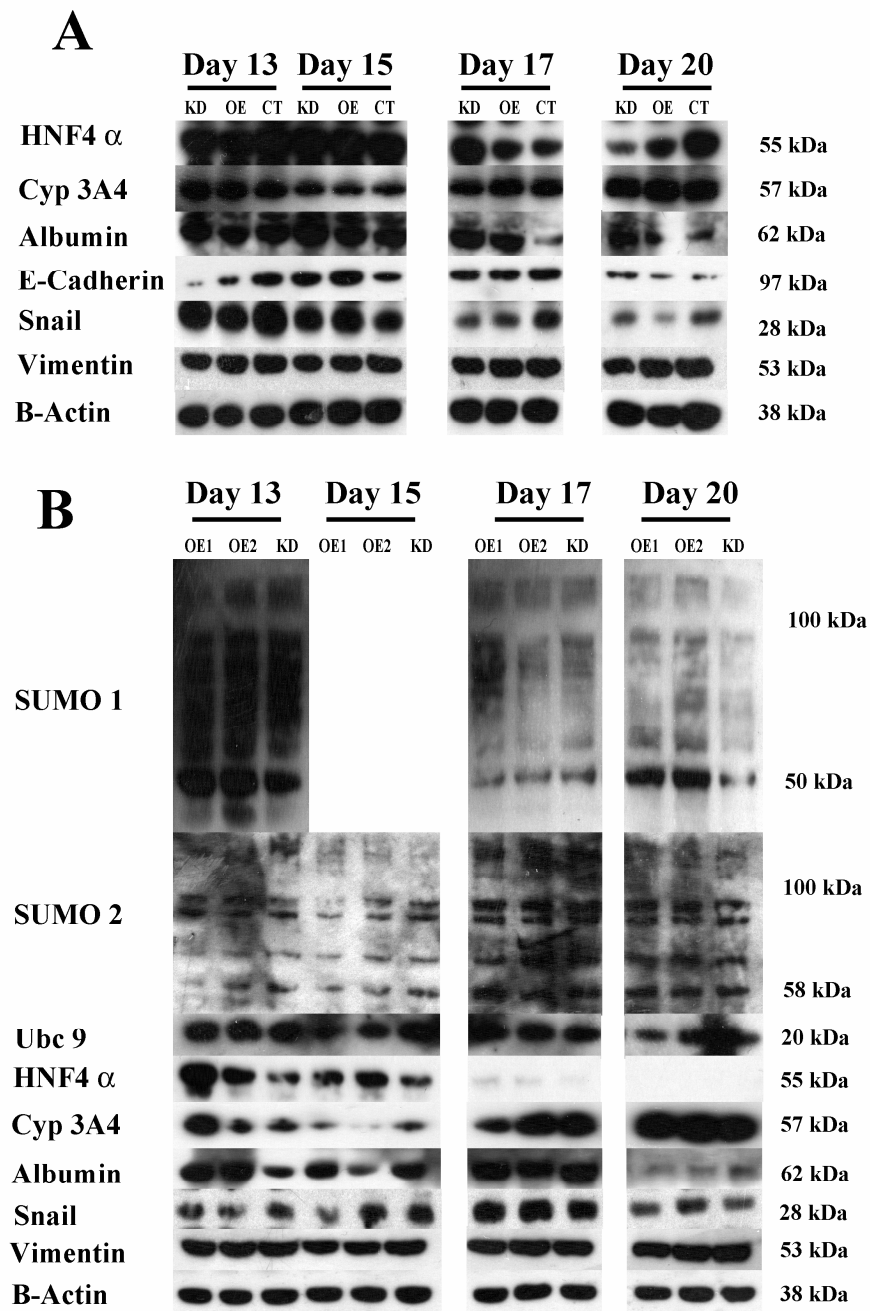 A
Day 13 Day 15 Day 17 Day 20
KD OE CT KD OE CT KD OE CT KD OE CT
HNF4 α 55 kDa
Cyp 3A4 57 kDa
Albumin 62 kDa
E-Cadherin 97 kDa
Snail 28 kDa
Vimentin 53 kDa
B-Actin 38 kDa
B
Day 13 Day 15 Day 17 Day 20
OE1 OE2 KD OE1 OE2 KD OE1 OE2 KD OE1 OE2 KD
100 kDa
SUMO 1
50 kDa
100 kDa
SUMO 2
58 kDa
Ubc 9 20 kDa
HNF4 α 55 kDa
Cyp 3A4 57 kDa
Albumin 62 kDa
Snail 28 kDa
Vimentin 53 kDa
B-Actin 38 kDa